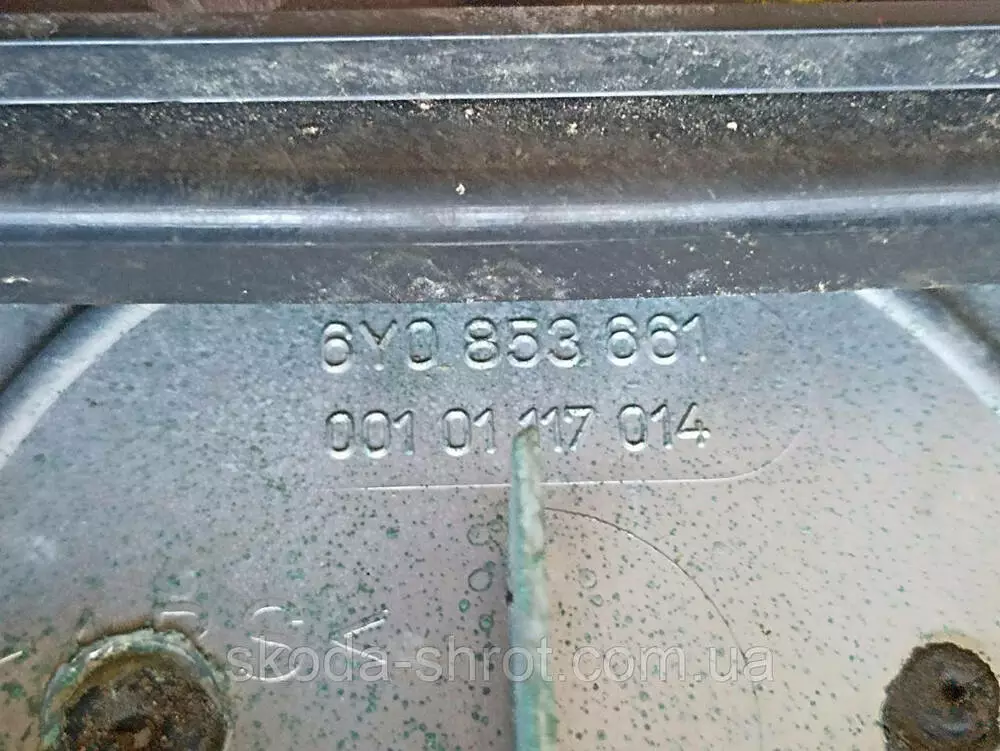 6Y0 853 661
001 01 117 014
skoda-shrot.com.ua